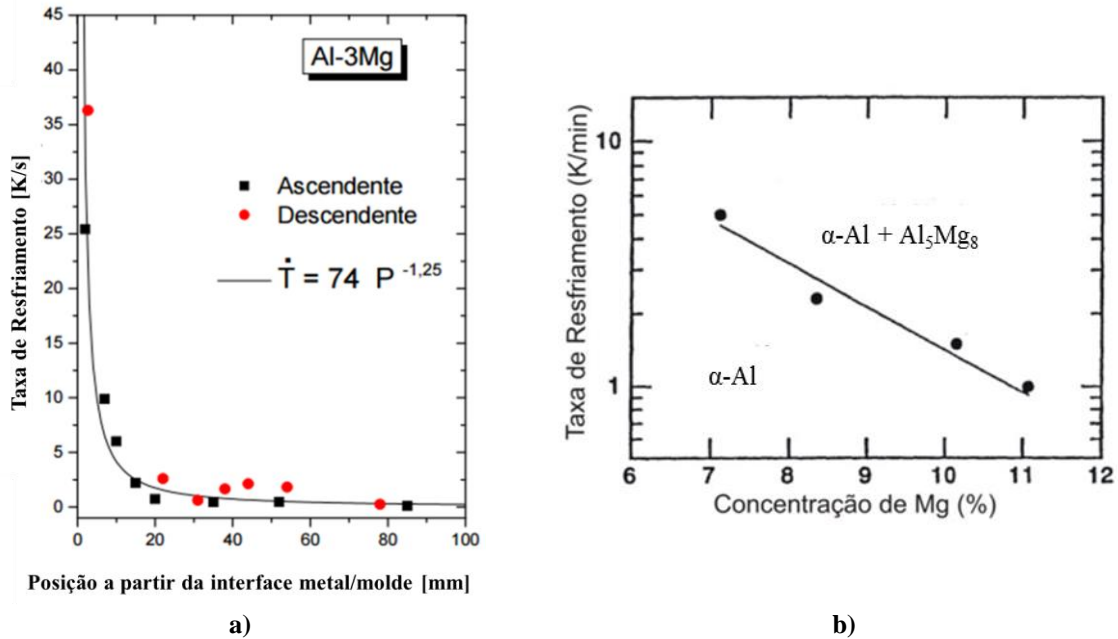 45
40
35
30
25
20
15
10
5
0
Taxa de Resfriamento [K/s]
Al-3Mg
Ascendente
Descendente
Ṫ = 74 P -1,25
0 20 40 60 80 100
Posição a partir da interface metal/molde [mm]
a)
10
1
Taxa de Resfriamento (K/min)
α-Al + Al₅Mg₈
α-Al
6 7 8 9 10 11 12
Concentração de Mg (%)
b)